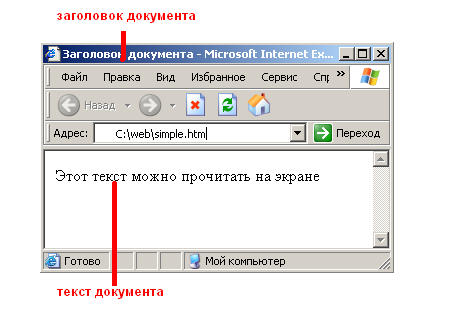 заголовок документа
Заголовок документа - Microsoft Internet Ex...
Файл Правка Вид Избранное Сервис Спр »
Назад
Адрес: C:\web\simple.htm Переход
Этот текст можно прочитать на экране
Готово Мой компьютер
текст документа